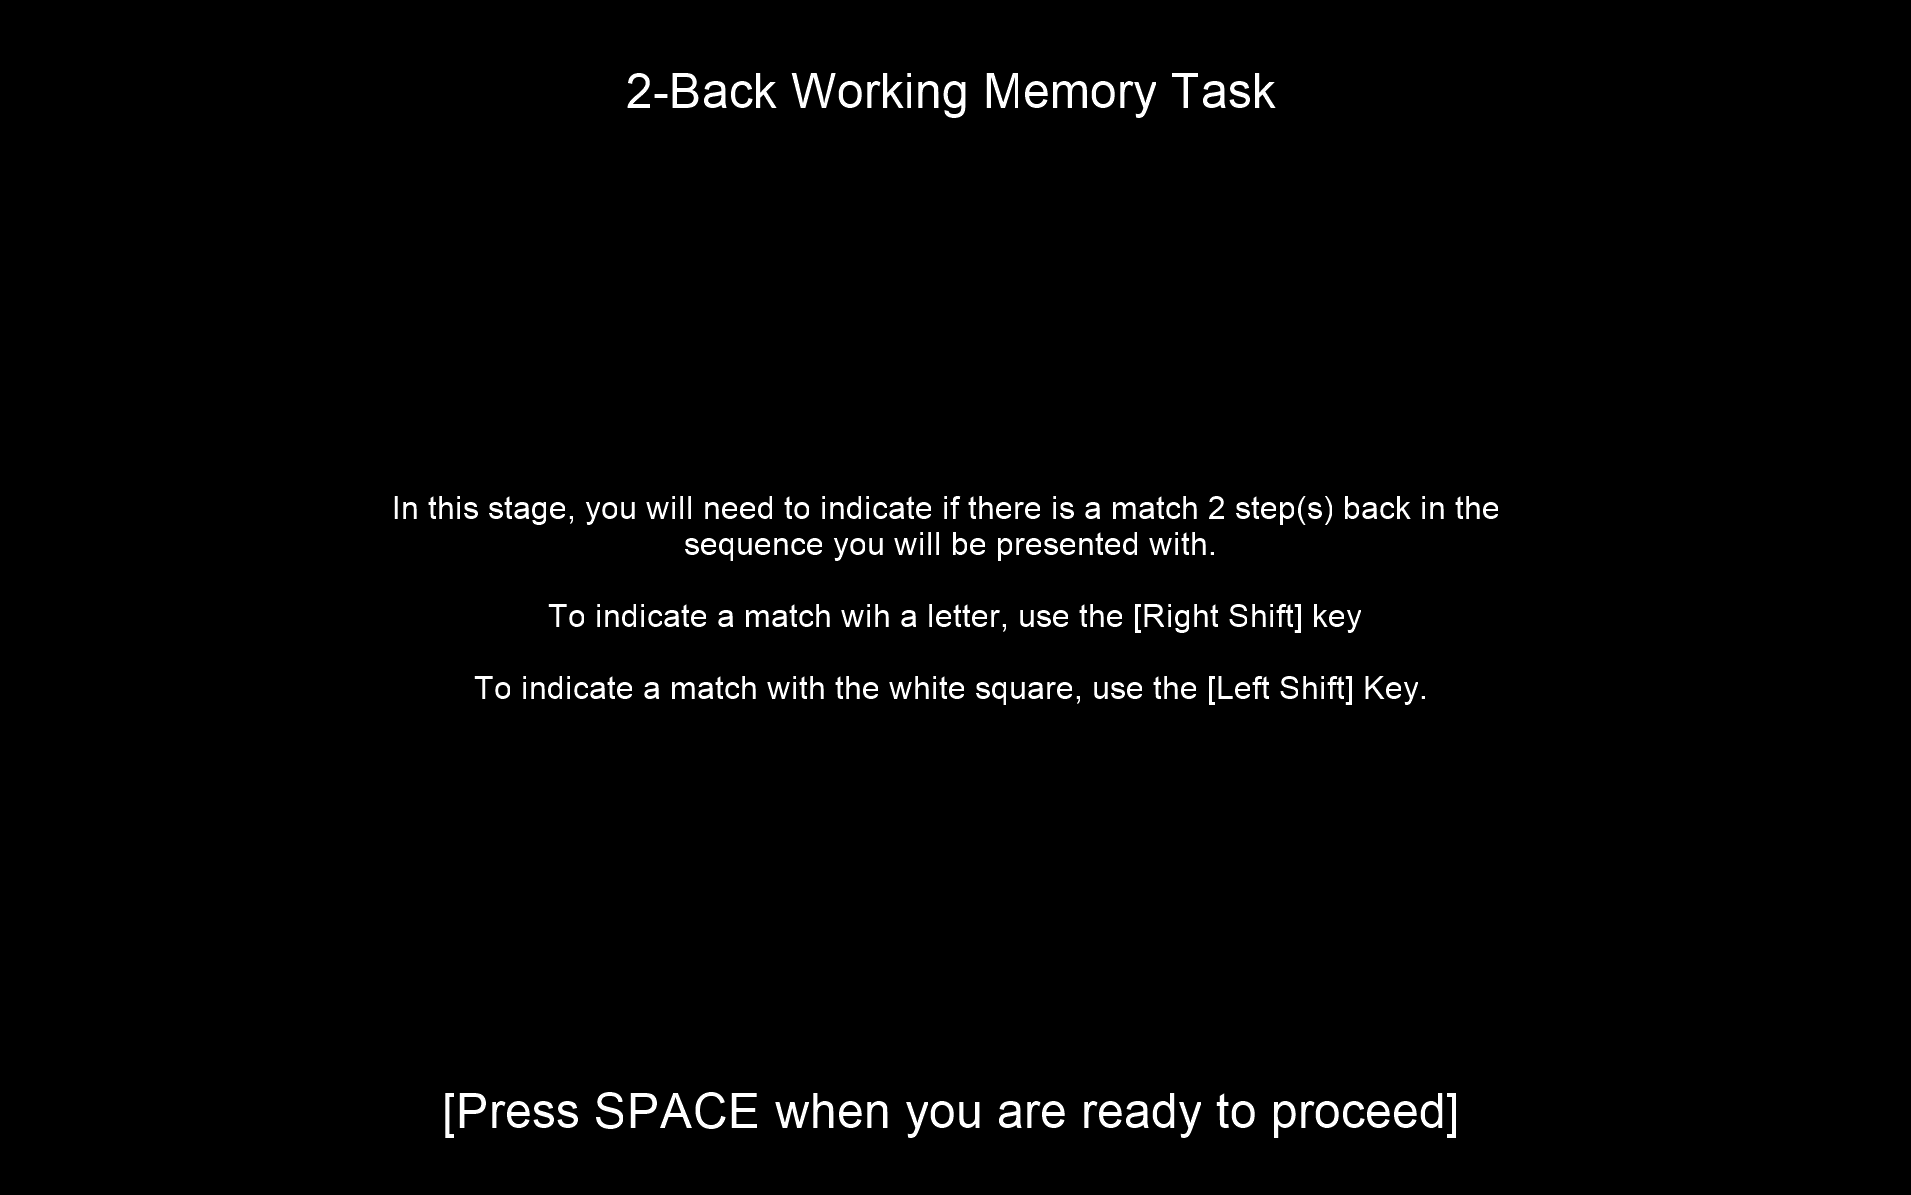 2-Back Working Memory Task
In this stage, you will need to indicate if there is a match 2 step(s) back in the
sequence you will be presented with.
To indicate a match wih a letter, use the [Right Shift] key
To indicate a match with the white square, use the [Left Shift] Key.
[Press SPACE when you are ready to proceed]